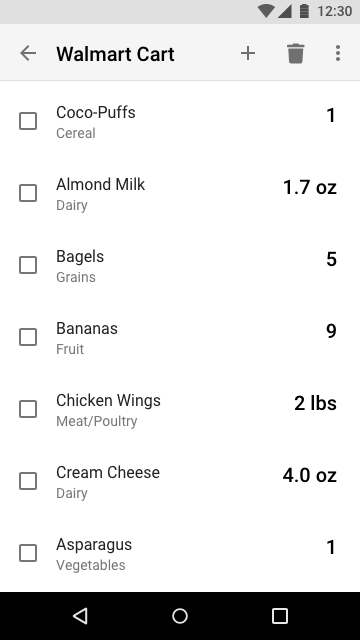 12:30
Walmart Cart
Coco-Puffs
1
Cereal
Almond Milk
1.7 oz
Dairy
Bagels
5
Grains
Bananas
9
Fruit
Chicken Wings
2 lbs
Meat/Poultry
Cream Cheese
4.0 oz
Dairy
Asparagus
1
Vegetables